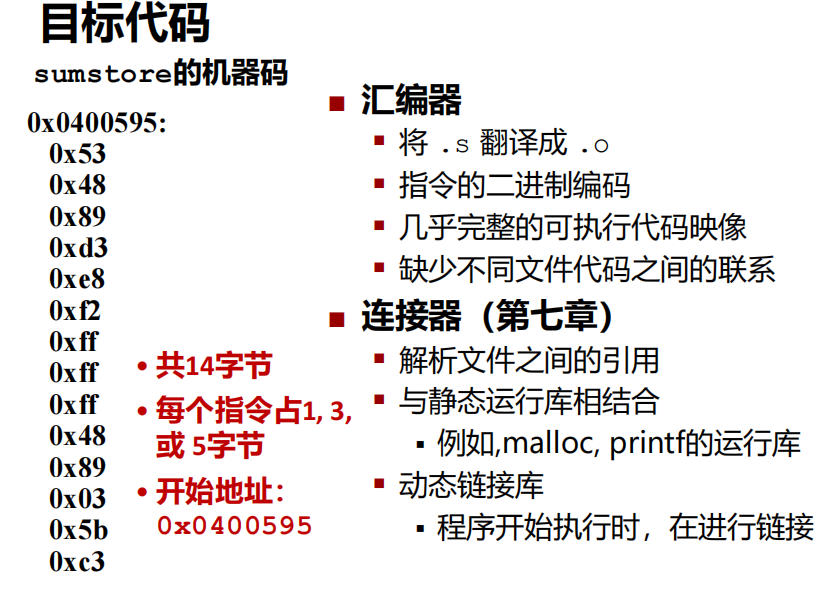 目标代码
sumstore的机器码
0x0400595:
0x53
0x48
0x89
0xd3
0xe8
0xf2
0xff
0xff
0xff
0x48
0x89
0x03
0x5b
0xc3
• 共14字节
• 每个指令占1, 3,
或 5字节
• 开始地址：
0x0400595
■ 汇编器
▪ 将 .s 翻译成 .o
▪ 指令的二进制编码
▪ 几乎完整的可执行代码映像
▪ 缺少不同文件代码之间的联系
■ 连接器（第七章）
▪ 解析文件之间的引用
▪ 与静态运行库相结合
▪ 例如,malloc, printf的运行库
▪ 动态链接库
▪ 程序开始执行时，在进行链接